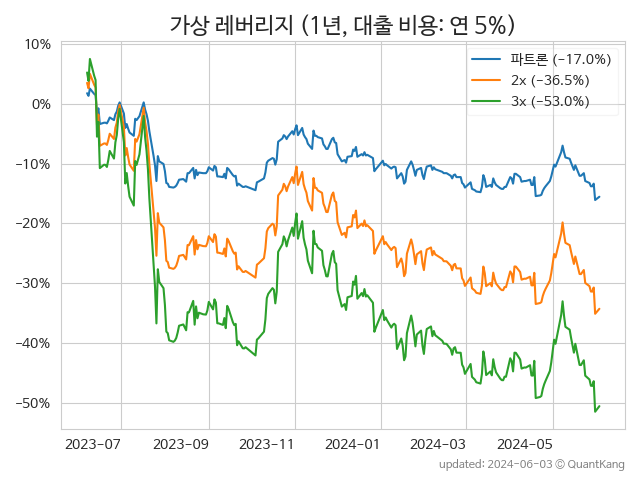 가상 레버리지 (1년, 대출 비용: 연 5%)
파트론 (−17.0%)
2x (−36.5%)
3x (−53.0%)
10%
0%
−10%
−20%
−30%
−40%
−50%
2023-07
2023-09
2023-11
2024-01
2024-03
2024-05
updated: 2024-06-03 ⓒ QuantKang